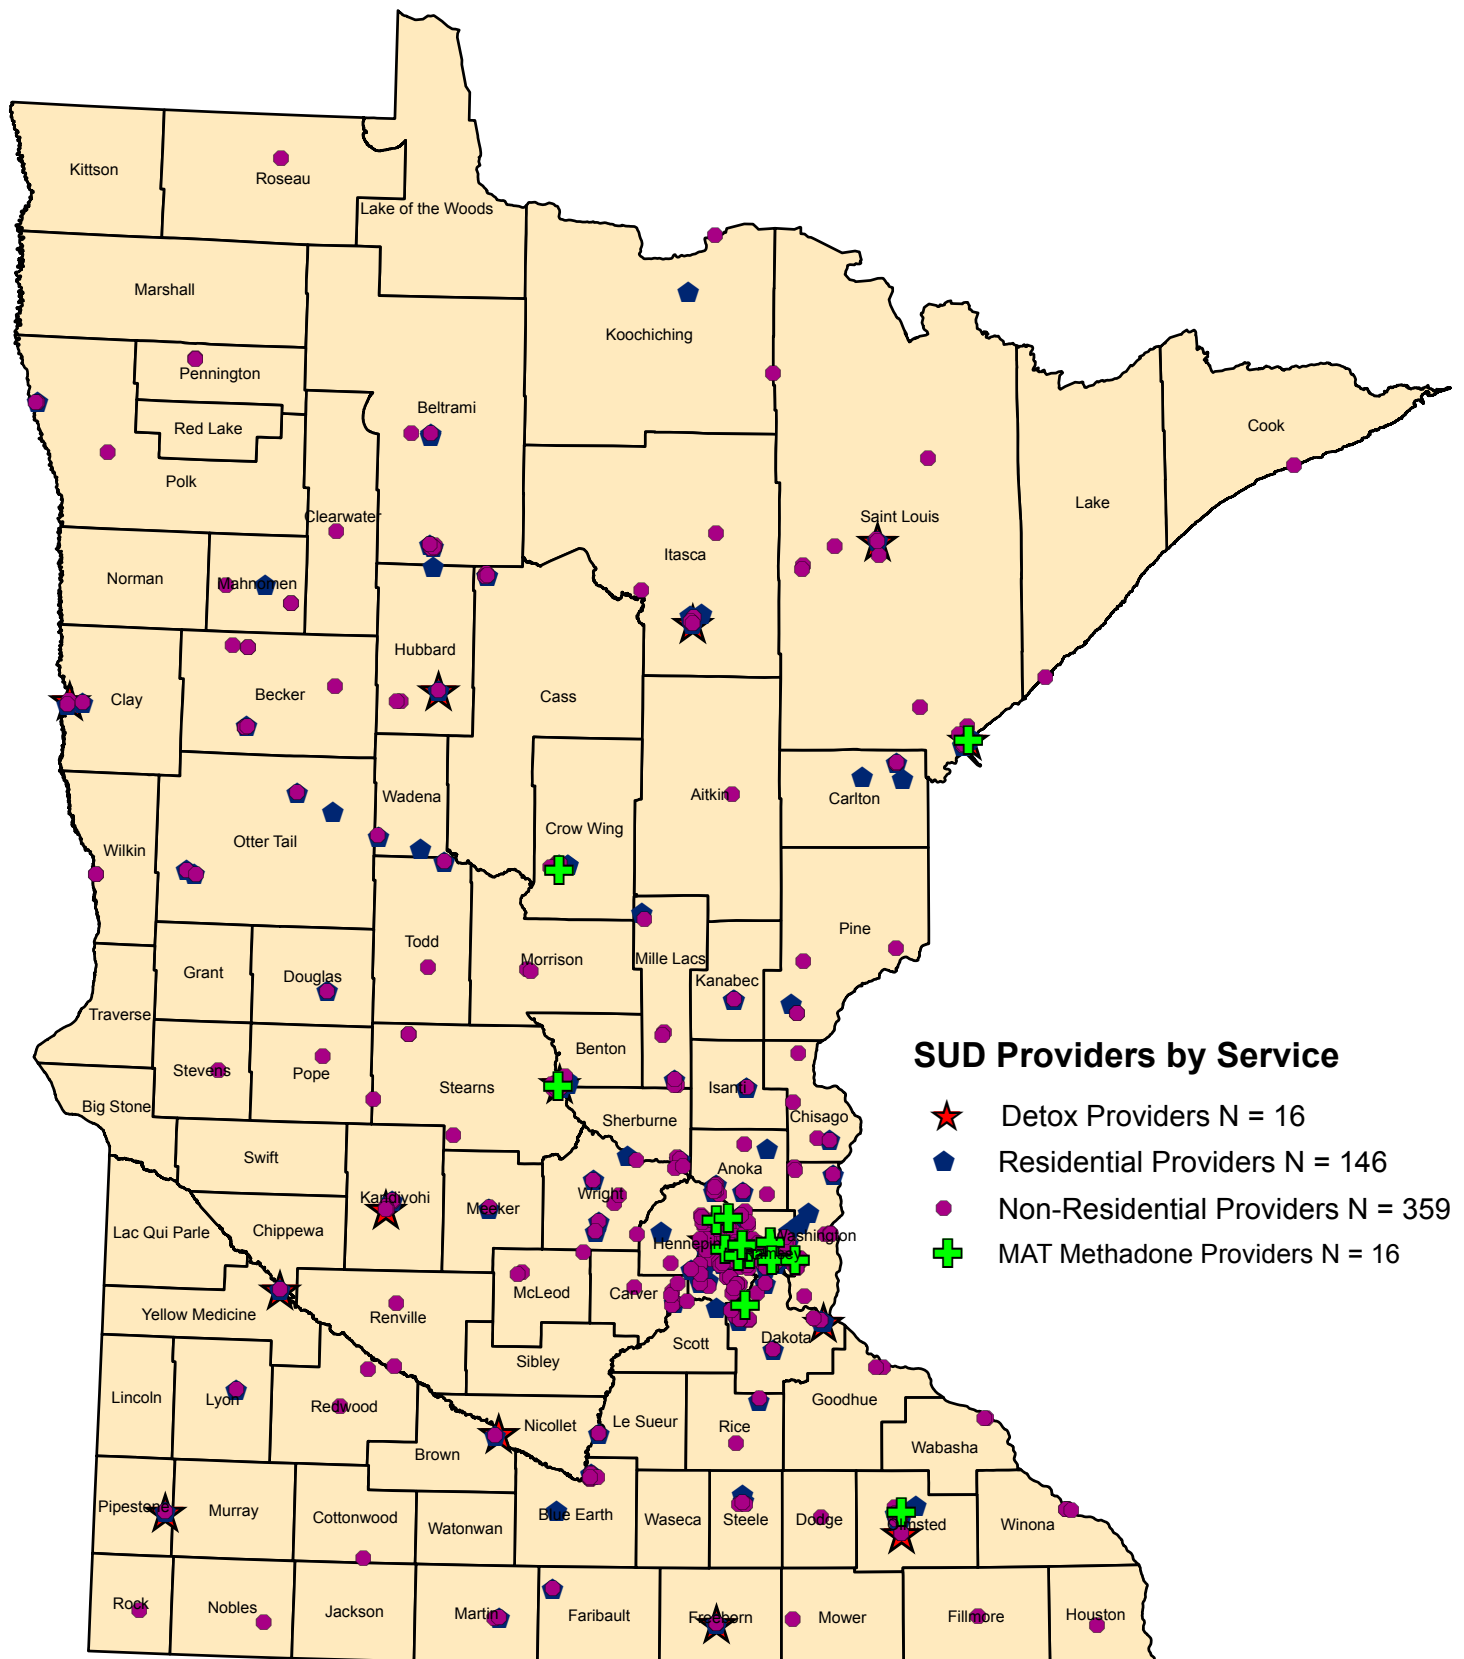 Kittson
Roseau
Lake of the Woods
Marshall
Koochiching
Pennington
Beltrami
Red Lake
Cook
Polk
Lake
Clearwater
Saint Louis
Itasca
Norman
Mahnomen
Hubbard
Clay
Becker
Cass
Wadena
Aitkin
Carlton
Crow Wing
Otter Tail
Wilkin
Pine
Todd
Morrison
Mille Lacs
Grant
Douglas
Kanabec
Traverse
Benton
Stevens
Pope
Stearns
Isanti
SUD Providers by Service
Big Stone
Sherburne
Chisago
Detox Providers N = 16
Swift
Anoka
Residential Providers N = 146
Kandiyohi
Wright
Meeker
Non-Residential Providers N = 359
Lac Qui Parle
Chippewa
Hennepin
Washington
Ramsey
MAT Methadone Providers N = 16
McLeod
Carver
Yellow Medicine
Renville
Scott
Dakota
Sibley
Lincoln
Lyon
Redwood
Nicollet
Le Sueur
Rice
Goodhue
Brown
Wabasha
Pipestone
Murray
Cottonwood
Watonwan
Blue Earth
Waseca
Steele
Dodge
Olmsted
Winona
Rock
Nobles
Jackson
Martin
Faribault
Freeborn
Mower
Fillmore
Houston